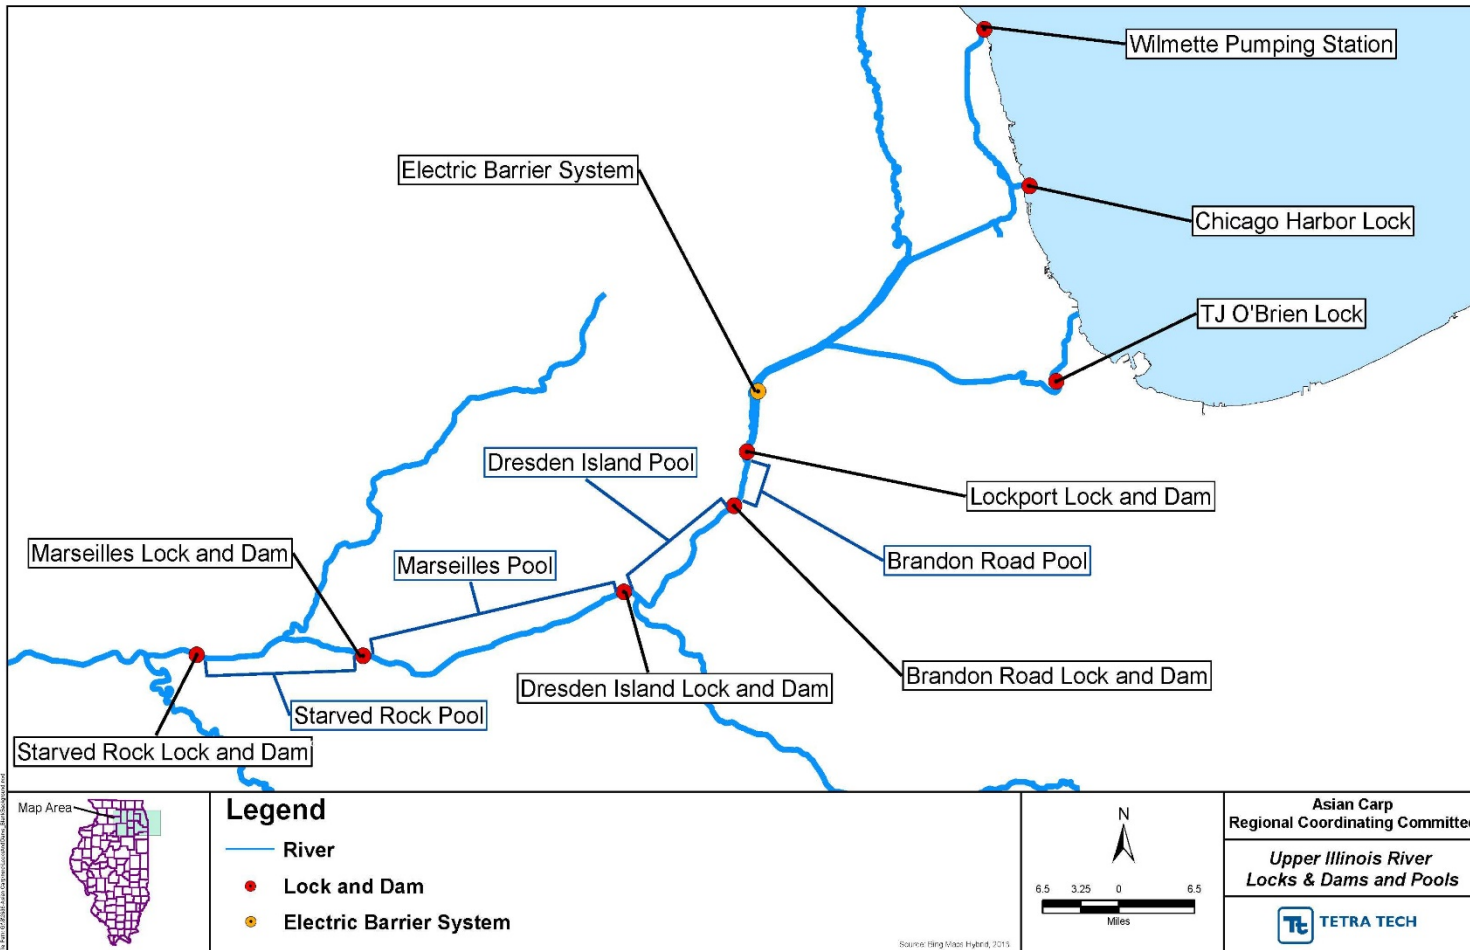 Wilmette Pumping Station
Electric Barrier System
Chicago Harbor Lock
TJ O'Brien Lock
Dresden Island Pool
Lockport Lock and Dam
Marseilles Lock and Dam
Marseilles Pool
Brandon Road Pool
Brandon Road Lock and Dam
Dresden Island Lock and Dam
Starved Rock Pool
Starved Rock Lock and Dam
Map Area
Legend
River
Lock and Dam
Electric Barrier System
N
6.5 3.25 0 6.5
Miles
Source: Bing Maps Hybrid, 2015
Asian Carp
Regional Coordinating Committee
Upper Illinois River
Locks & Dams and Pools
Tt TETRA TECH